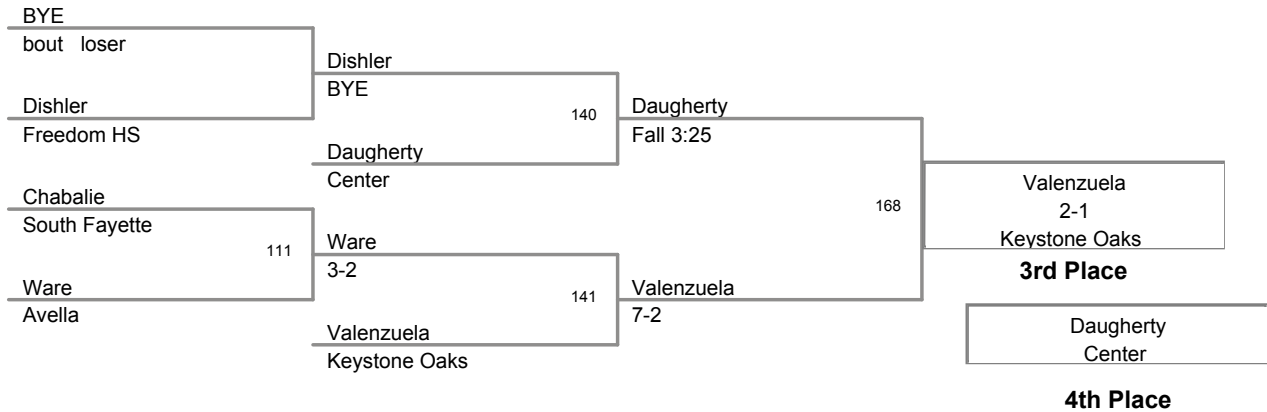 BYE
bout loser
Dishler
BYE
Dishler
Freedom HS
140
Daugherty
Fall 3:25
Daugherty
Center
Chabalie
South Fayette
111
Ware
3-2
168
Valenzuela
2-1
Keystone Oaks
3rd Place
Ware
Avella
141
Valenzuela
7-2
Valenzuela
Keystone Oaks
Daugherty
Center
4th Place